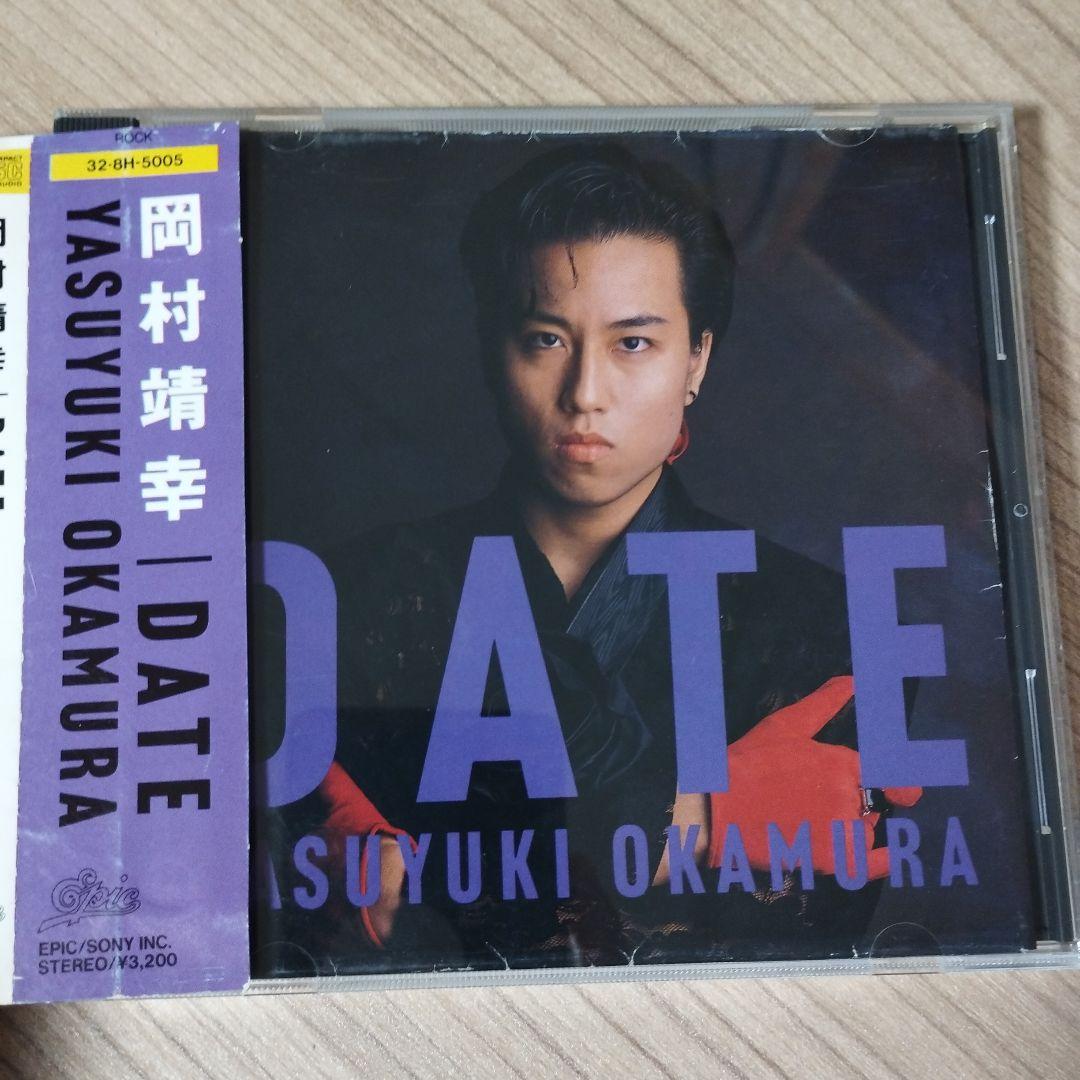 ROCK
32・8H-5005
岡村靖幸 | DATE
YASUYUKI OKAMURA
Epic
EPIC/SONY INC.
STEREO/¥3,200
DATE
ASUYUKI OKAMURA